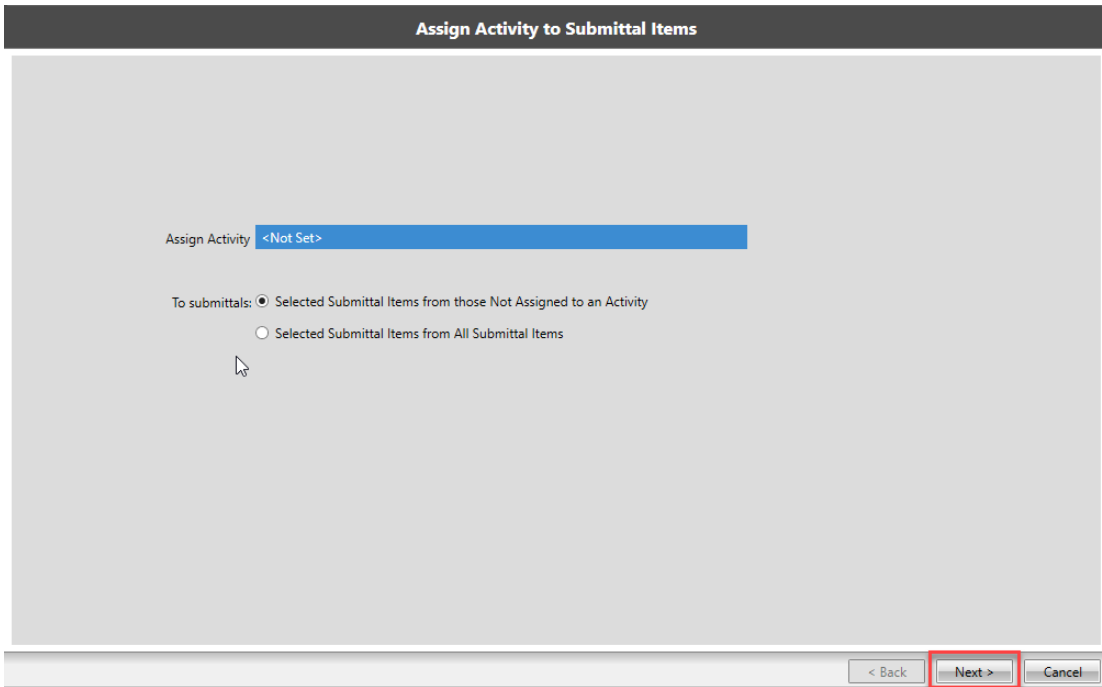 Assign Activity to Submittal Items
Assign Activity <Not Set>
To submittals: Selected Submittal Items from those Not Assigned to an Activity
Selected Submittal Items from All Submittal Items
< Back Next > Cancel